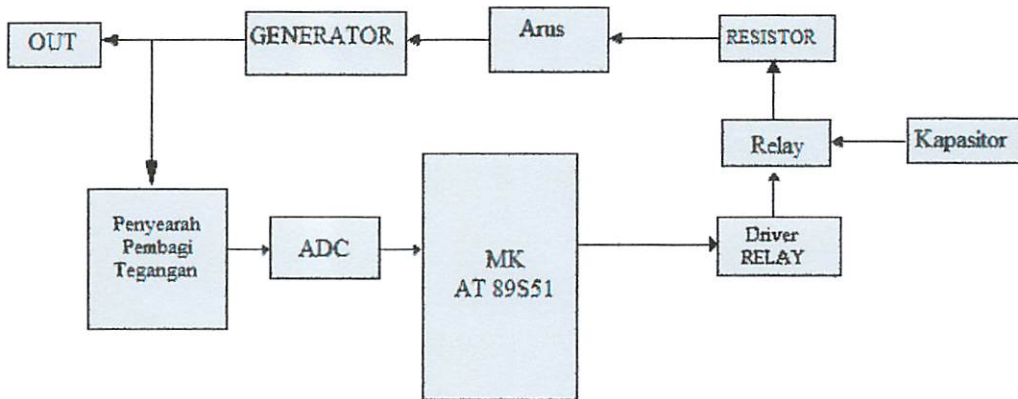 OUT
GENERATOR
Arus
RESISTOR
Relay
Kapasitor
Penyearah
Pembagi
Tegangan
ADC
MK
AT 89S51
Driver
RELAY